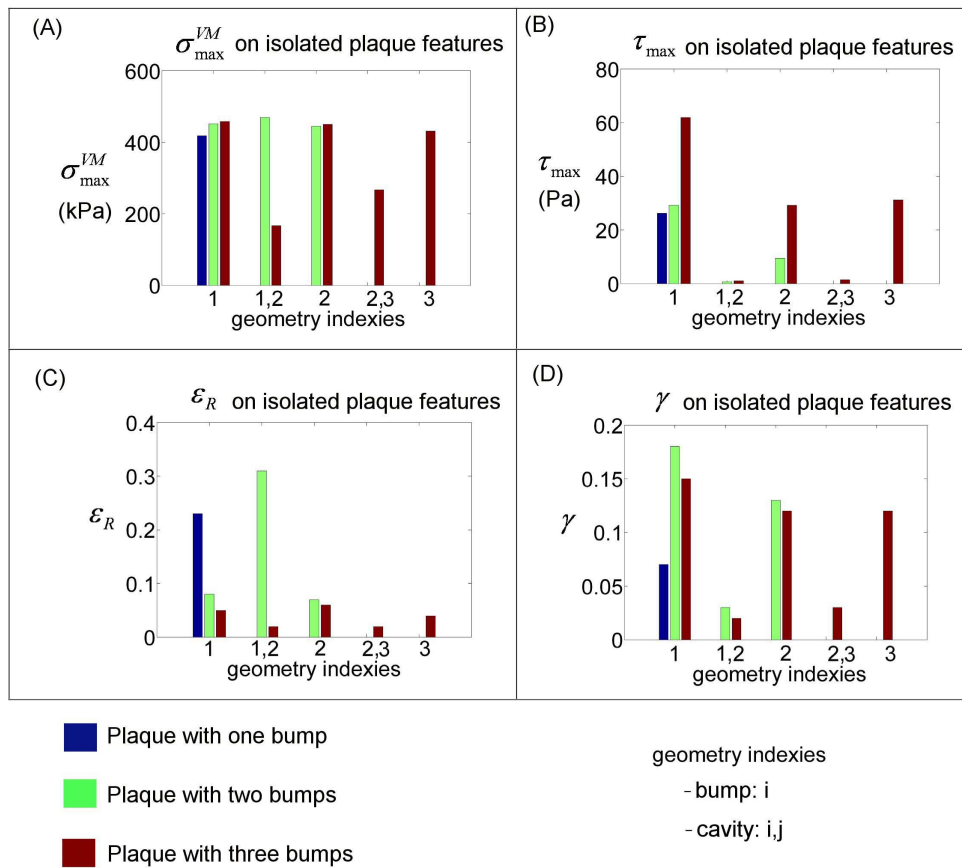 (A)
σ_max^VM on isolated plaque features
600
400
200
0
σ_max^VM
(kPa)
1 1,2 2 2,3 3
geometry indexies
(B)
τ_max on isolated plaque features
80
60
40
20
0
τ_max
(Pa)
1 1,2 2 2,3 3
geometry indexies
(C)
ε_R on isolated plaque features
0.4
0.3
0.2
0.1
0
ε_R
1 1,2 2 2,3 3
geometry indexies
(D)
γ on isolated plaque features
0.2
0.15
0.1
0.05
0
γ
1 1,2 2 2,3 3
geometry indexies
Plaque with one bump
Plaque with two bumps
Plaque with three bumps
geometry indexies
- bump: i
- cavity: i,j